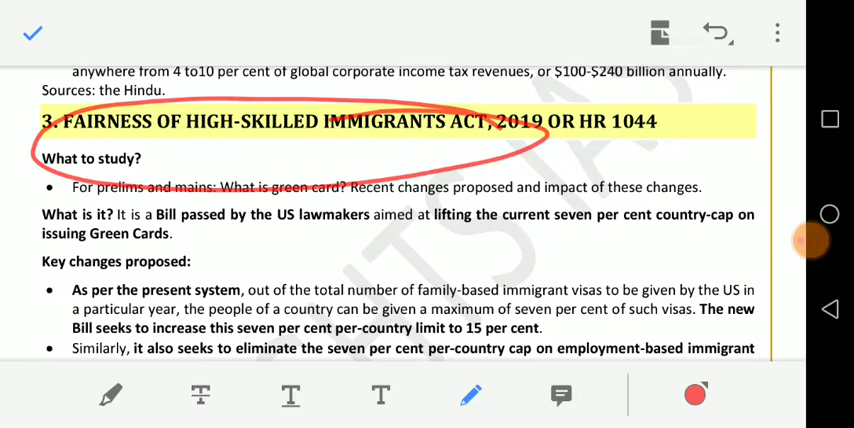 anywhere from 4 to10 per cent of global corporate income tax revenues, or $100-$240 billion annually.
Sources: the Hindu.
3. FAIRNESS OF HIGH-SKILLED IMMIGRANTS ACT, 2019 OR HR 1044
What to study?
• For prelims and mains: What is green card? Recent changes proposed and impact of these changes.
What is it? It is a Bill passed by the US lawmakers aimed at lifting the current seven per cent country-cap on
issuing Green Cards.
Key changes proposed:
• As per the present system, out of the total number of family-based immigrant visas to be given by the US in
a particular year, the people of a country can be given a maximum of seven per cent of such visas. The new
Bill seeks to increase this seven per cent per-country limit to 15 per cent.
• Similarly, it also seeks to eliminate the seven per cent per-country cap on employment-based immigrant